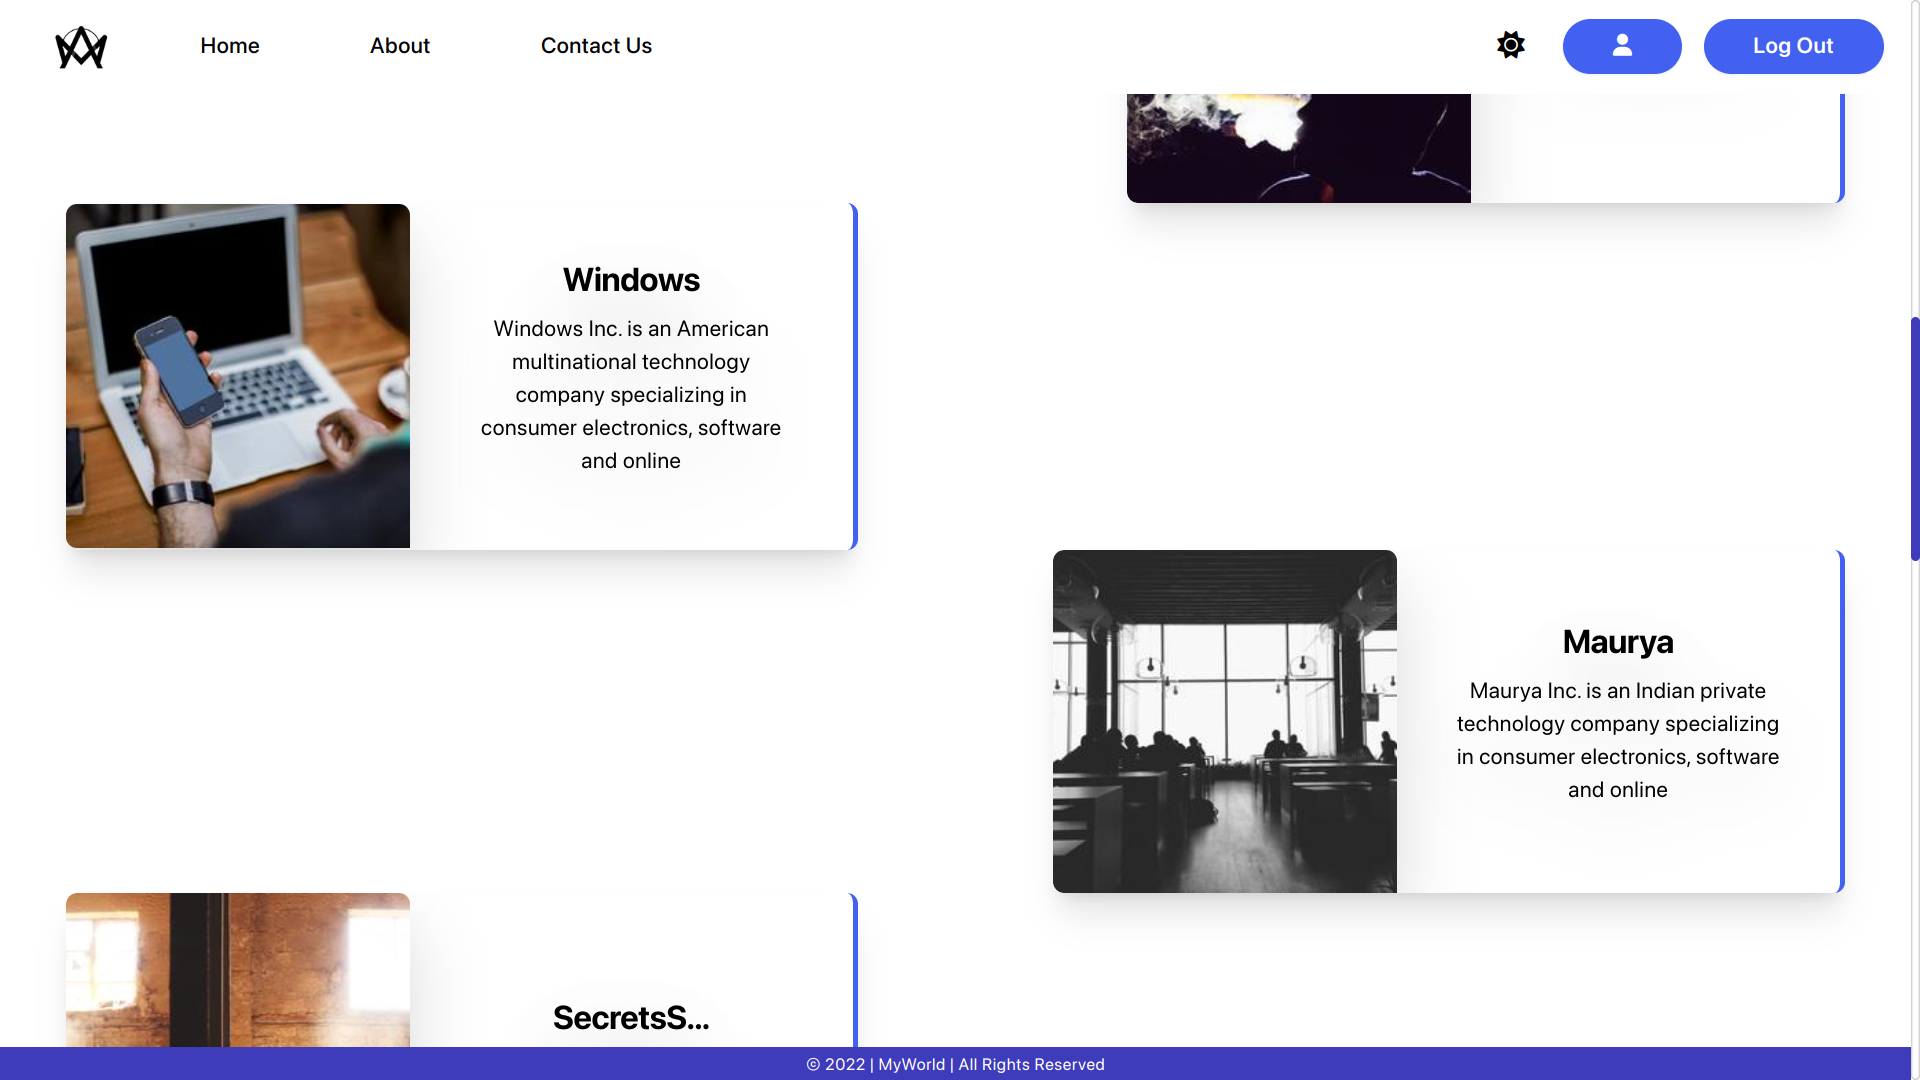 Home
About
Contact Us
Log Out
Windows
Windows Inc. is an American
multinational technology
company specializing in
consumer electronics, software
and online
Maurya
Maurya Inc. is an Indian private
technology company specializing
in consumer electronics, software
and online
SecretsS...
© 2022 | MyWorld | All Rights Reserved